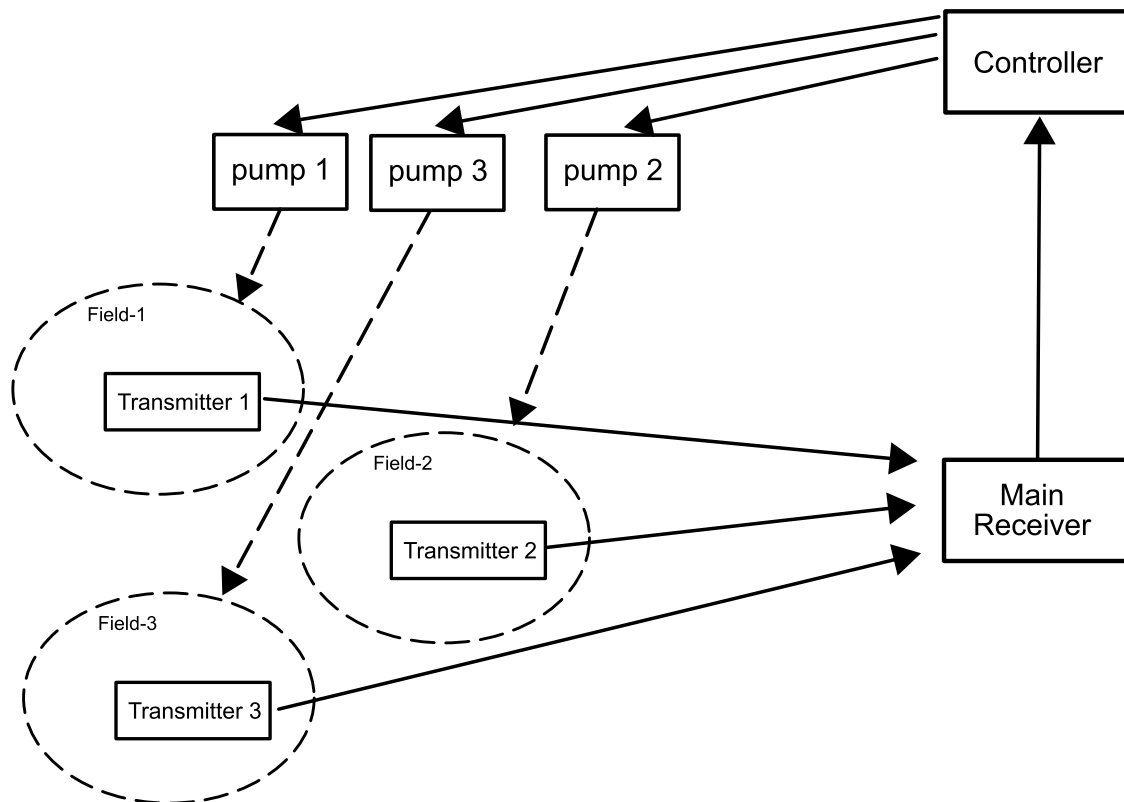 Controller
pump 1
pump 3
pump 2
Field-1
Transmitter 1
Field-2
Transmitter 2
Main
Receiver
Field-3
Transmitter 3